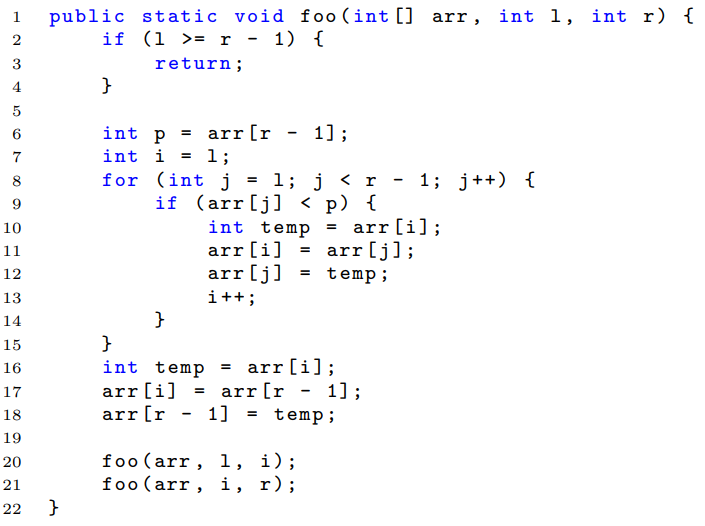 1 public static void foo(int[] arr, int l, int r) {
2     if (l >= r - 1) {
3         return;
4     }
5
6     int p = arr[r - 1];
7     int i = l;
8     for (int j = l; j < r - 1; j++) {
9         if (arr[j] < p) {
10             int temp = arr[i];
11             arr[i] = arr[j];
12             arr[j] = temp;
13             i++;
14         }
15     }
16     int temp = arr[i];
17     arr[i] = arr[r - 1];
18     arr[r - 1] = temp;
19
20     foo(arr, l, i);
21     foo(arr, i, r);
22 }